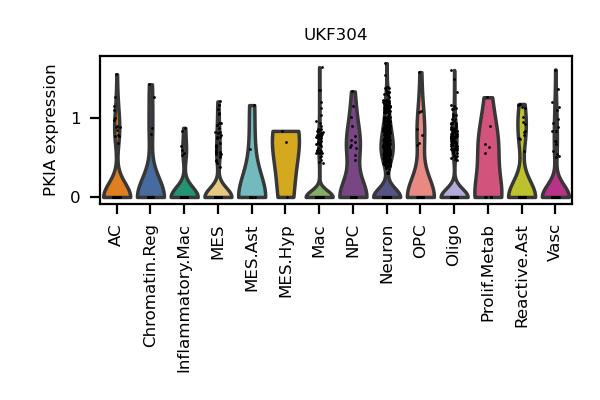 UKF304
PKIA expression
1
0
AC
Chromatin.Reg
Inflammatory.Mac
MES
MES.Ast
MES.Hyp
Mac
NPC
Neuron
OPC
Oligo
Prolif.Metab
Reactive.Ast
Vasc